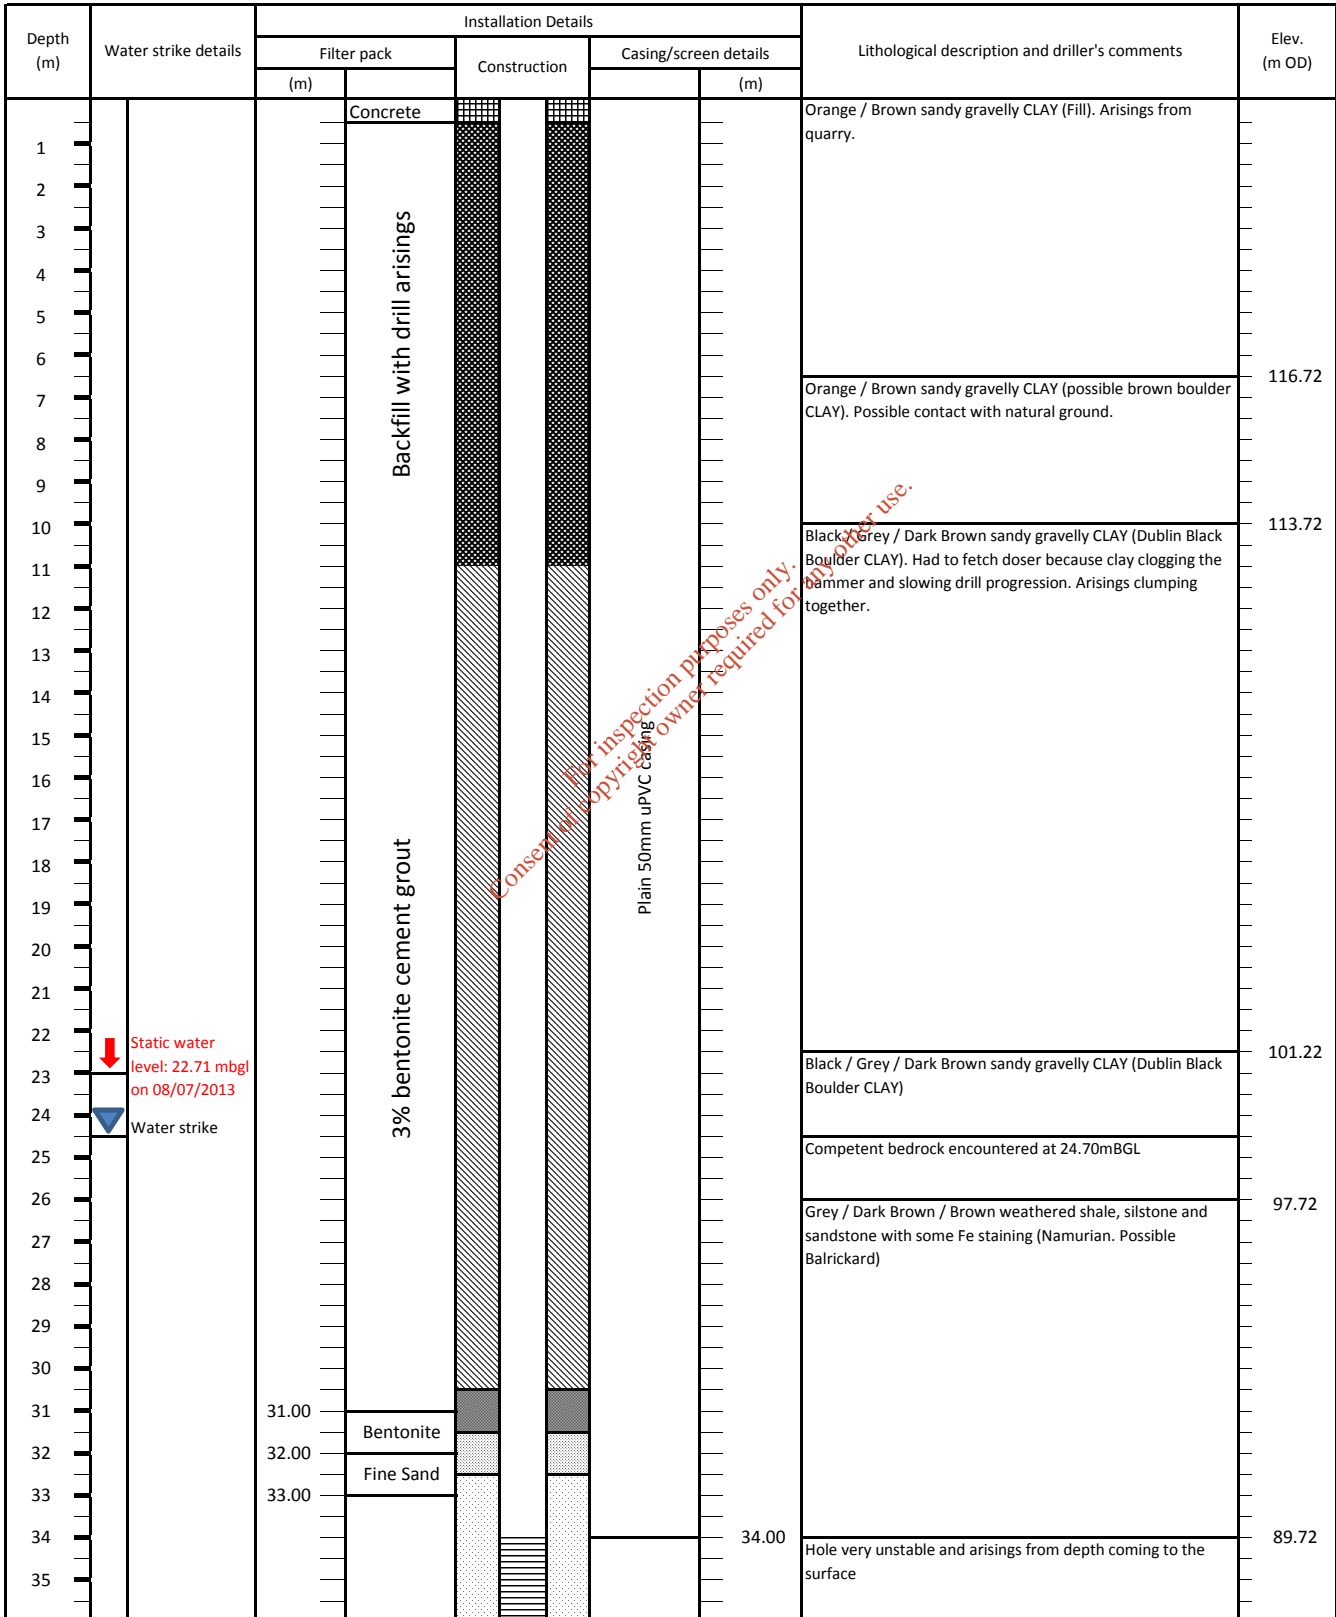 Depth
(m)
Water strike details
Installation Details
Filter pack
(m)
Construction
Casing/screen details
(m)
Lithological description and driller's comments
Elev.
(m OD)
Concrete
Orange / Brown sandy gravelly CLAY (Fill). Arisings from
quarry.
1
2
3
4
5
6
Backfill with drill arisings
116.72
Orange / Brown sandy gravelly CLAY (possible brown boulder
CLAY). Possible contact with natural ground.
7
8
9
10
113.72
Black / Grey / Dark Brown sandy gravelly CLAY (Dublin Black
Boulder CLAY). Had to fetch doser because clay clogging the
hammer and slowing drill progression. Arisings clumping
together.
11
12
13
14
15
16
17
18
19
20
21
22
For inspection purposes only.
Consent of copyright owner required for any other use.
Plain 50mm uPVC casing
3% bentonite cement grout
Static water
level: 22.71 mbgl
on 08/07/2013
101.22
Black / Grey / Dark Brown sandy gravelly CLAY (Dublin Black
Boulder CLAY)
23
24
Water strike
25
Competent bedrock encountered at 24.70mBGL
26
97.72
Grey / Dark Brown / Brown weathered shale, silstone and
sandstone with some Fe staining (Namurian. Possible
Balrickard)
27
28
29
30
31
31.00
Bentonite
32
32.00
Fine Sand
33
33.00
34
34.00
89.72
Hole very unstable and arisings from depth coming to the
surface
35